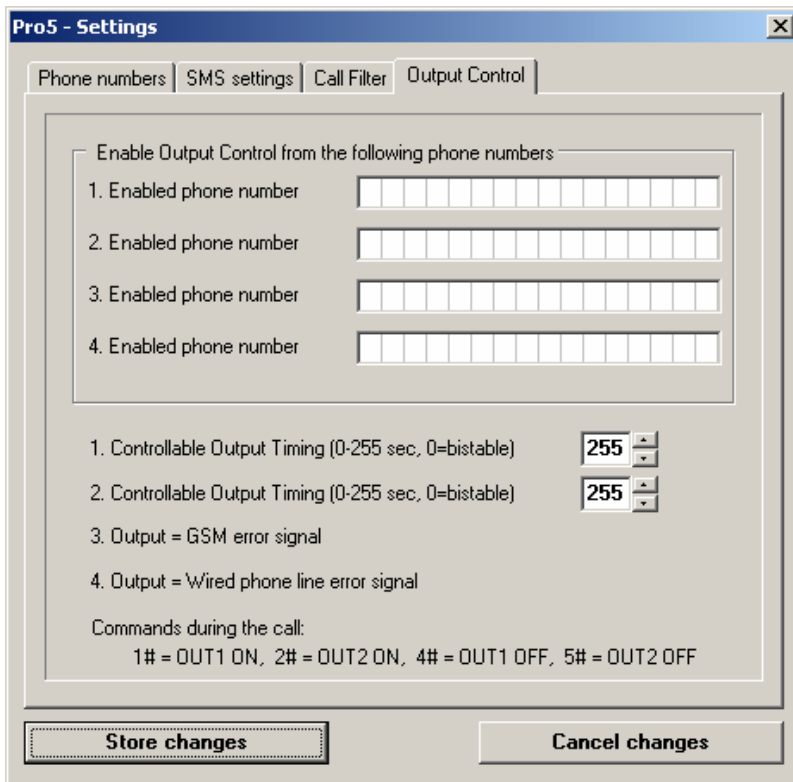 Pro5 - Settings
Phone numbers SMS settings Call Filter Output Control
Enable Output Control from the following phone numbers
1. Enabled phone number
2. Enabled phone number
3. Enabled phone number
4. Enabled phone number
1. Controllable Output Timing (0-255 sec, 0=bistable) 255
2. Controllable Output Timing (0-255 sec, 0=bistable) 255
3. Output = GSM error signal
4. Output = Wired phone line error signal
Commands during the call:
1# = OUT1 ON, 2# = OUT2 ON, 4# = OUT1 OFF, 5# = OUT2 OFF
Store changes Cancel changes